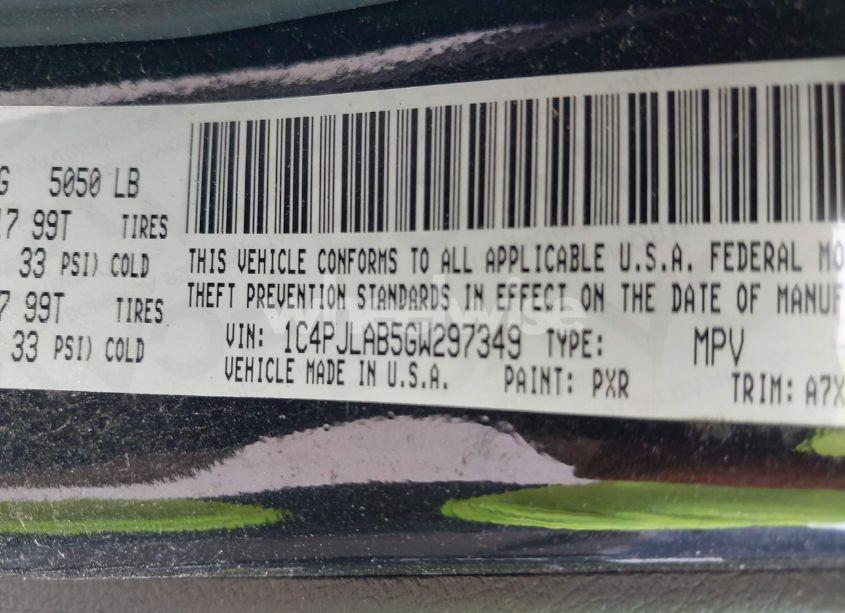 G 5050 LB
17 99T TIRES
33 PSI) COLD
7 99T TIRES
33 PSI) COLD
THIS VEHICLE CONFORMS TO ALL APPLICABLE U.S.A. FEDERAL MO
THEFT PREVENTION STANDARDS IN EFFECT ON THE DATE OF MANUF
VIN: 1C4PJLAB5GW297349 TYPE: MPV
VEHICLE MADE IN U.S.A. PAINT: PXR TRIM: A7X
wheelwise